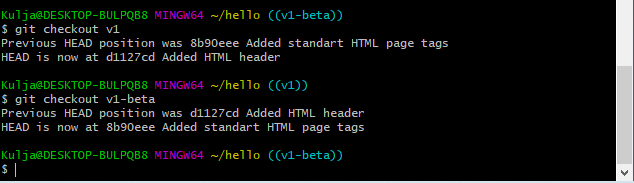 Kulja@DESKTOP-BULPQB8 MINGW64 ~/hello ((v1-beta))
$ git checkout v1
Previous HEAD position was 8b90eee Added standart HTML page tags
HEAD is now at d1127cd Added HTML header
Kulja@DESKTOP-BULPQB8 MINGW64 ~/hello ((v1))
$ git checkout v1-beta
Previous HEAD position was d1127cd Added HTML header
HEAD is now at 8b90eee Added standart HTML page tags
Kulja@DESKTOP-BULPQB8 MINGW64 ~/hello ((v1-beta))
$